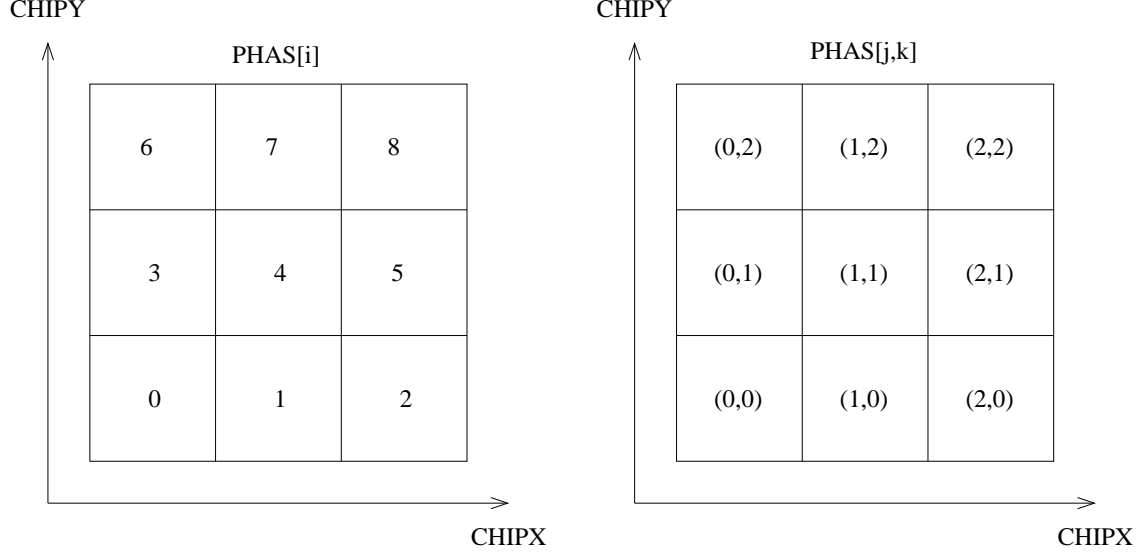 CHIPY
PHAS[i]
6 7 8
3 4 5
0 1 2
CHIPX
CHIPY
PHAS[j,k]
(0,2) (1,2) (2,2)
(0,1) (1,1) (2,1)
(0,0) (1,0) (2,0)
CHIPX